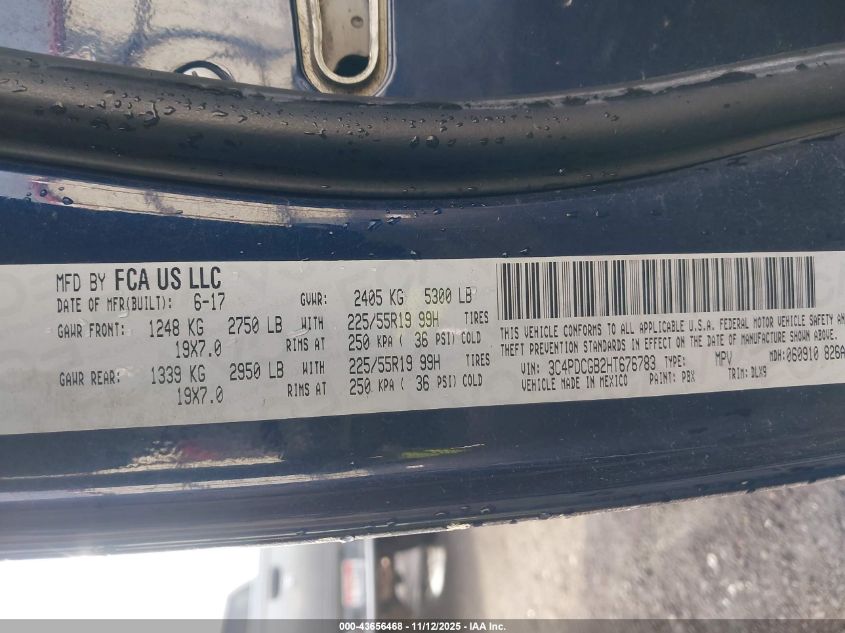 MFD BY FCA US LLC
DATE OF MFR(BUILT): 6-17 GVWR: 2405 KG 5300 LB
GAWR FRONT: 1248 KG 2750 LB WITH 225/55R19 99H TIRES
19X7.0 RIMS AT 250 KPA ( 36 PSI) COLD
GAWR REAR: 1339 KG 2950 LB WITH 225/55R19 99H TIRES
19X7.0 RIMS AT 250 KPA ( 36 PSI) COLD
THIS VEHICLE CONFORMS TO ALL APPLICABLE U.S.A. FEDERAL MOTOR VEHICLE SAFETY AN
THEFT PREVENTION STANDARDS IN EFFECT ON THE DATE OF MANUFACTURE SHOWN ABOVE
VIN: 3C4PDCGB2HT676783 TYPE: MPV MDH: 060910 826A
VEHICLE MADE IN MEXICO PAINT: PBX TRIM: DLX9
000-43656468 - 11/12/2025 - IAA Inc.